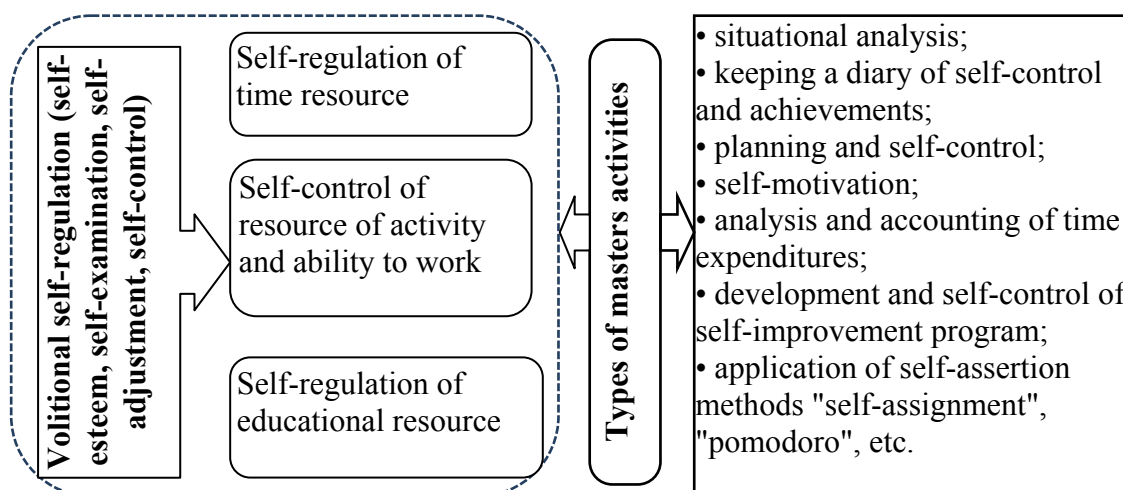 Volitional self-regulation (self-
esteem, self-examination, self-
adjustment, self-control)
Self-regulation of
time resource
Self-control of
resource of activity
and ability to work
Self-regulation of
educational resource
Types of masters activities
• situational analysis;
• keeping a diary of self-control
and achievements;
• planning and self-control;
• self-motivation;
• analysis and accounting of time
expenditures;
• development and self-control of
self-improvement program;
• application of self-assertion
methods "self-assignment",
"pomodoro", etc.